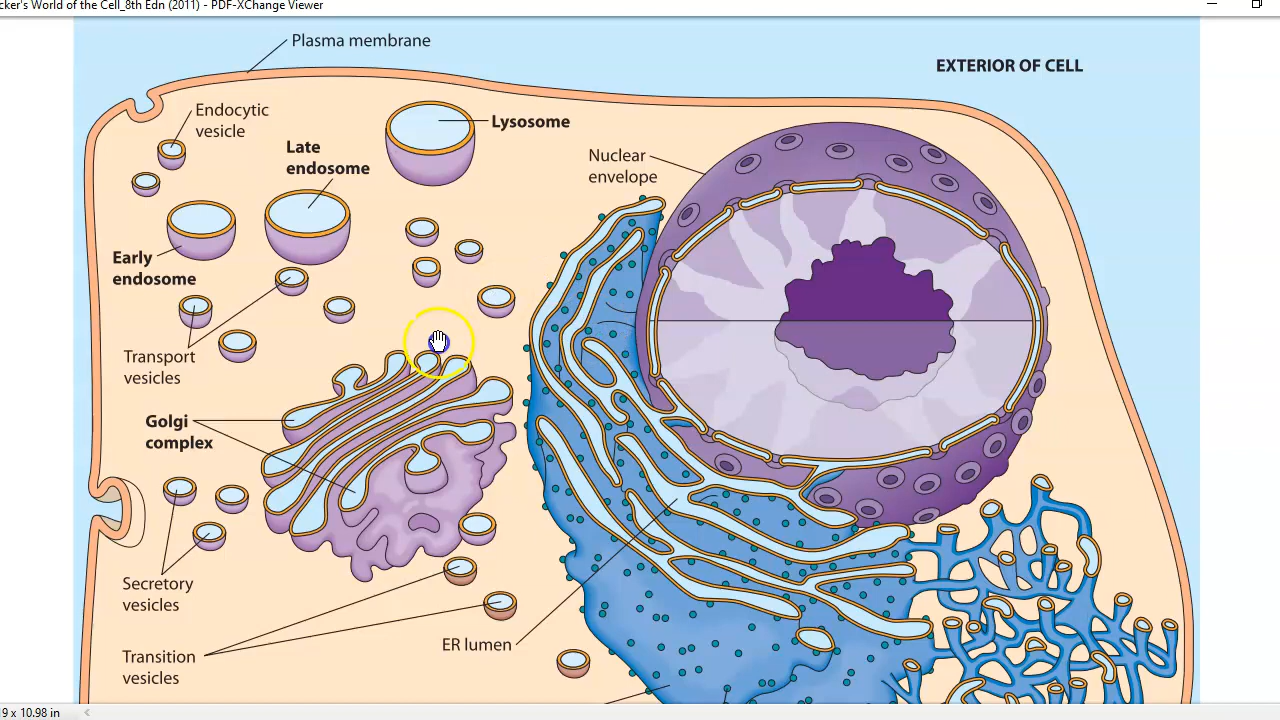 cker's World of the Cell_8th Edn (2011) - PDF-XChange Viewer
Plasma membrane
EXTERIOR OF CELL
Endocytic
vesicle
Lysosome
Late
endosome
Nuclear
envelope
Early
endosome
Transport
vesicles
Golgi
complex
Secretory
vesicles
ER lumen
Transition
vesicles
19 x 10.98 in